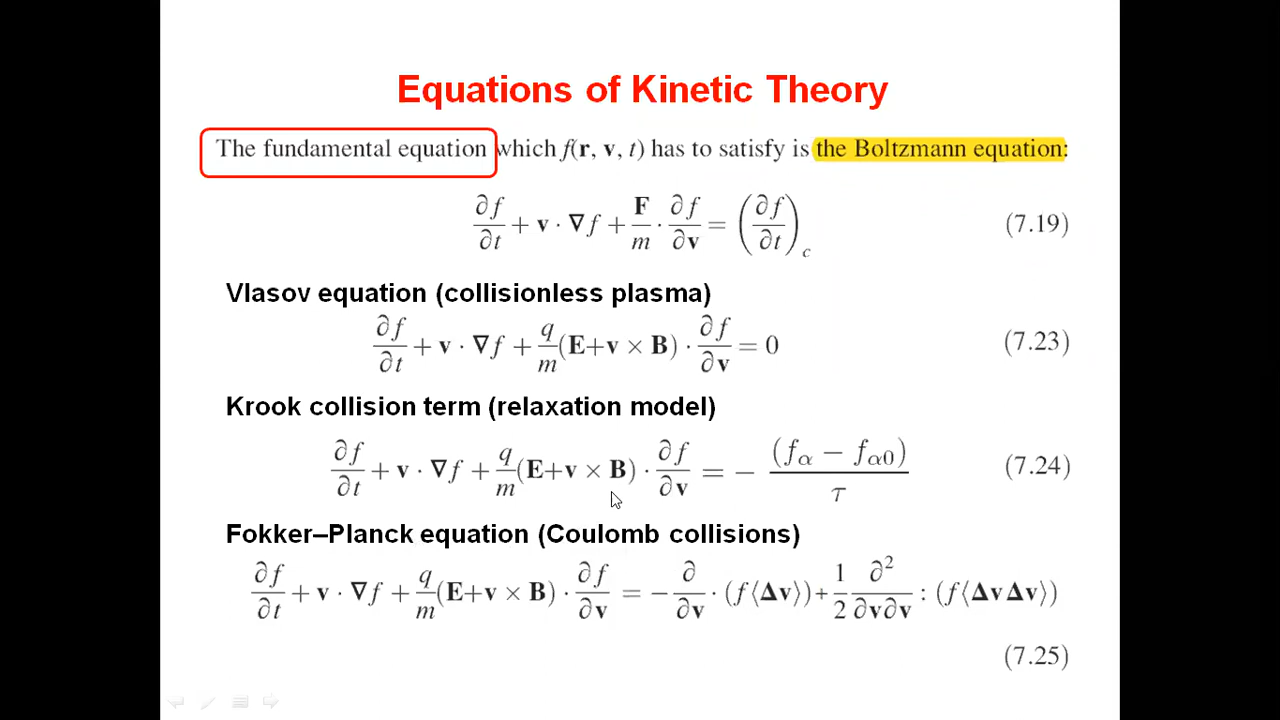 Equations of Kinetic Theory
The fundamental equation which f(r, v, t) has to satisfy is the Boltzmann equation:
∂f/∂t + v · ∇f + F/m · ∂f/∂v = (∂f/∂t)_c (7.19)
Vlasov equation (collisionless plasma)
∂f/∂t + v · ∇f + q/m (E+v × B) · ∂f/∂v = 0 (7.23)
Krook collision term (relaxation model)
∂f/∂t + v · ∇f + q/m (E+v × B) · ∂f/∂v = − (f_α − f_α0)/τ (7.24)
Fokker–Planck equation (Coulomb collisions)
∂f/∂t + v · ∇f + q/m (E+v × B) · ∂f/∂v = −∂/∂v · (f⟨Δv⟩) + 1/2 ∂²/∂v∂v : (f⟨ΔvΔv⟩)
(7.25)